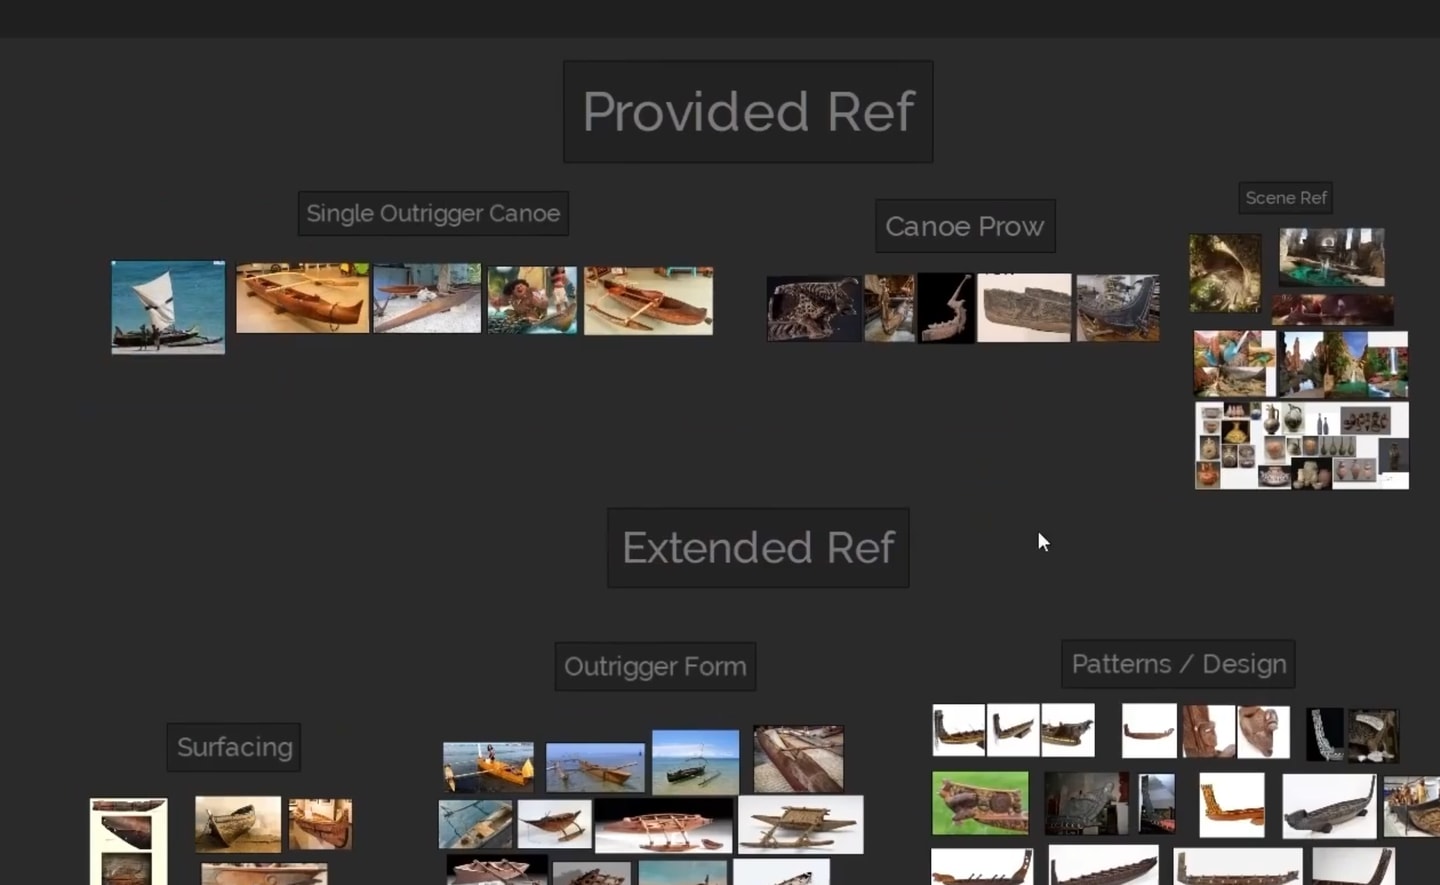 Provided Ref
Single Outrigger Canoe
Canoe Prow
Scene Ref
Extended Ref
Outrigger Form
Patterns / Design
Surfacing